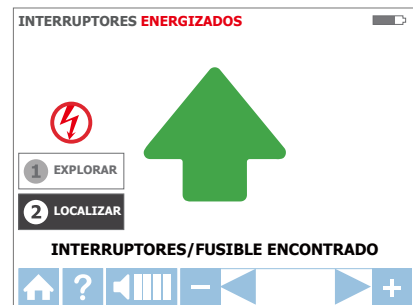 INTERRUPTORES ENERGIZADOS
1 EXPLORAR
2 LOCALIZAR
INTERRUPTORES/FUSIBLE ENCONTRADO
? − +